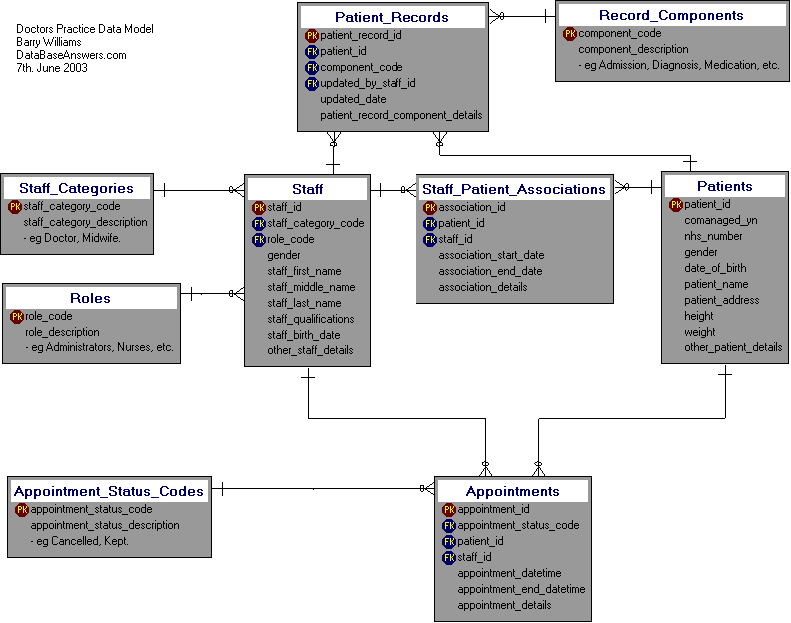 Doctors Practice Data Model
Barry Williams
DataBaseAnswers.com
7th. June 2003
Patient_Records
PK patient_record_id
FK patient_id
FK component_code
FK updated_by_staff_id
updated_date
patient_record_component_details
Record_Components
PK component_code
component_description
- eg Admission, Diagnosis, Medication, etc.
Staff_Categories
PK staff_category_code
staff_category_description
- eg Doctor, Midwife.
Staff
PK staff_id
FK staff_category_code
FK role_code
gender
staff_first_name
staff_middle_name
staff_last_name
staff_qualifications
staff_birth_date
other_staff_details
Staff_Patient_Associations
PK association_id
FK patient_id
FK staff_id
association_start_date
association_end_date
association_details
Patients
PK patient_id
comanaged_yn
nhs_number
gender
date_of_birth
patient_name
patient_address
height
weight
other_patient_details
Roles
PK role_code
role_description
- eg Administrators, Nurses, etc.
Appointment_Status_Codes
PK appointment_status_code
appointment_status_description
- eg Cancelled, Kept.
Appointments
PK appointment_id
FK appointment_status_code
FK patient_id
FK staff_id
appointment_datetime
appointment_end_datetime
appointment_details